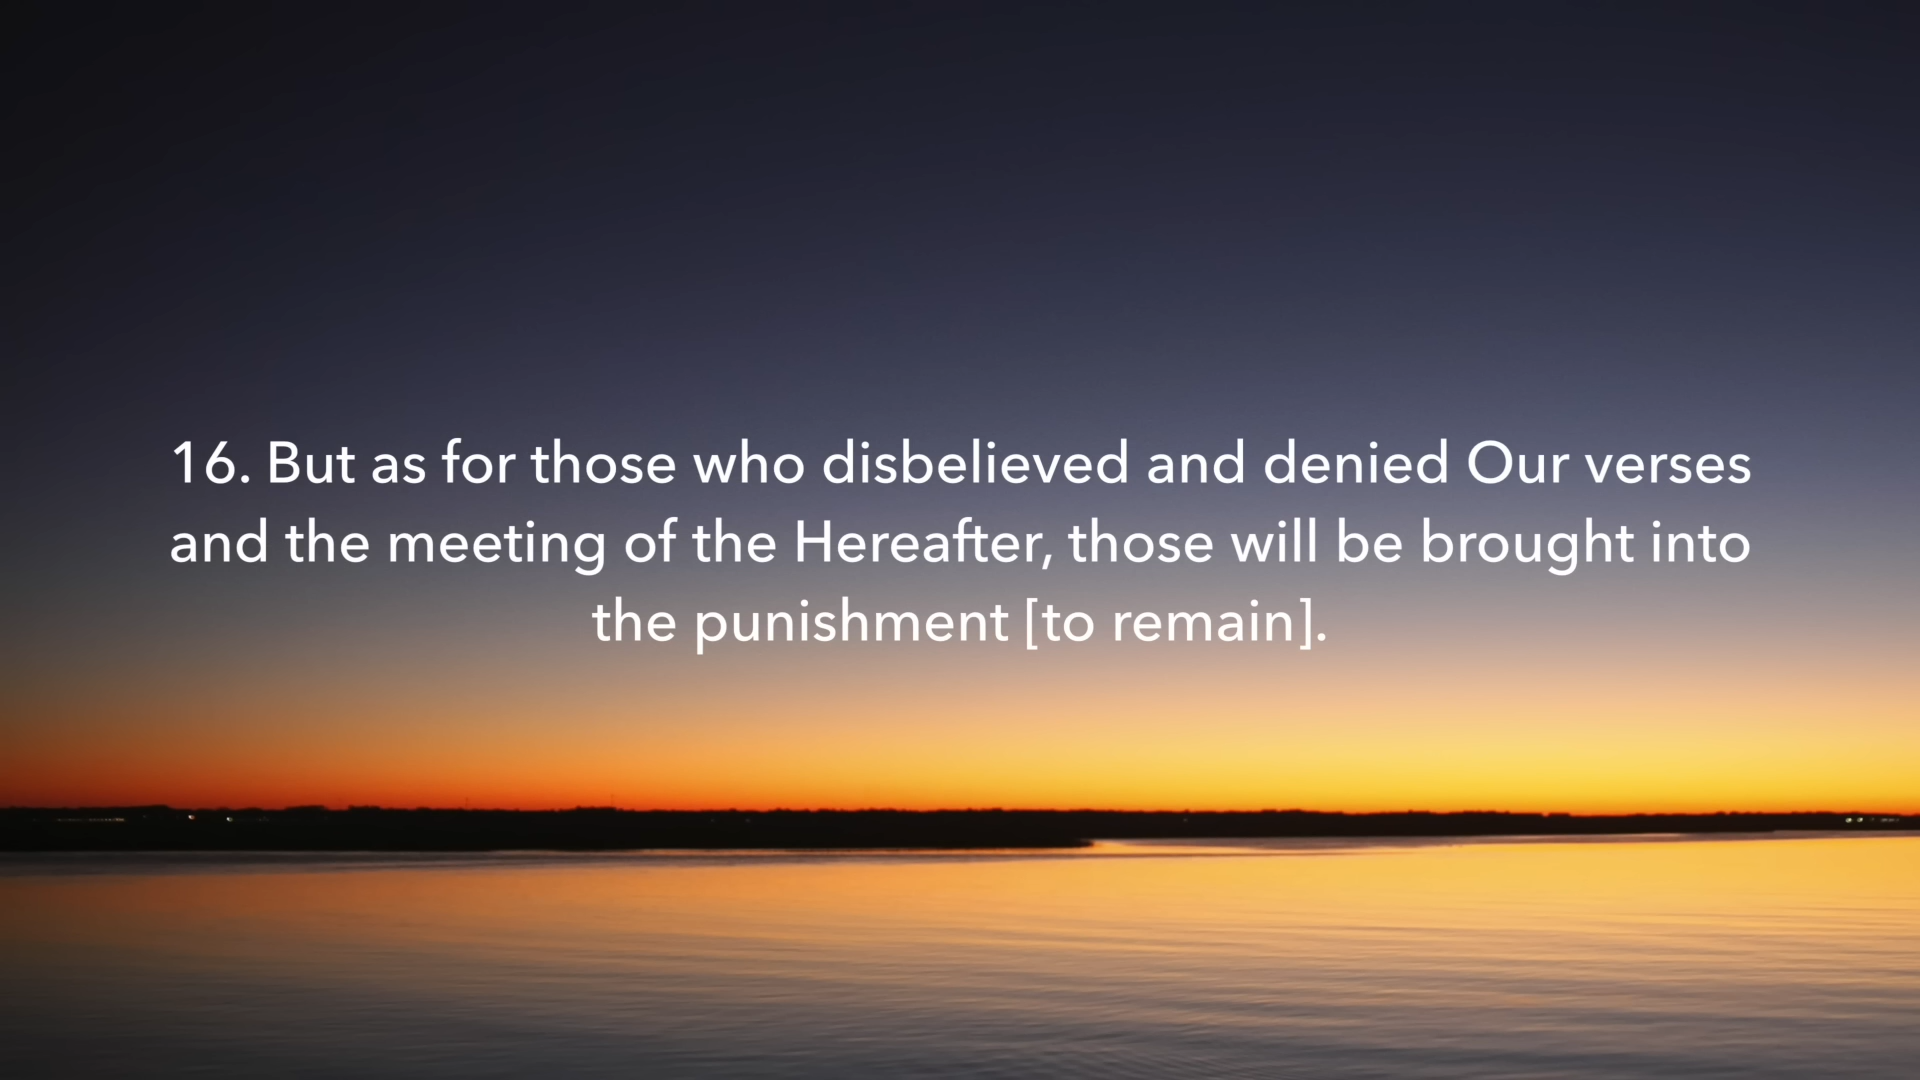 16. But as for those who disbelieved and denied Our verses
and the meeting of the Hereafter, those will be brought into
the punishment [to remain].